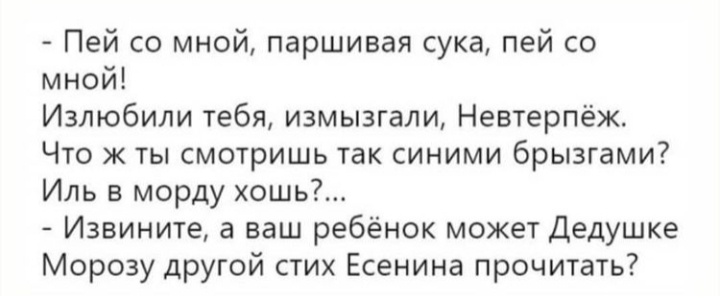 - Пей со мной, паршивая сука, пей со
мной!
Излюбили тебя, измызгали, Невтерпёж.
Что ж ты смотришь так синими брызгами?
Иль в морду хошь?...
- Извините, а ваш ребёнок может Дедушке
Морозу другой стих Есенина прочитать?